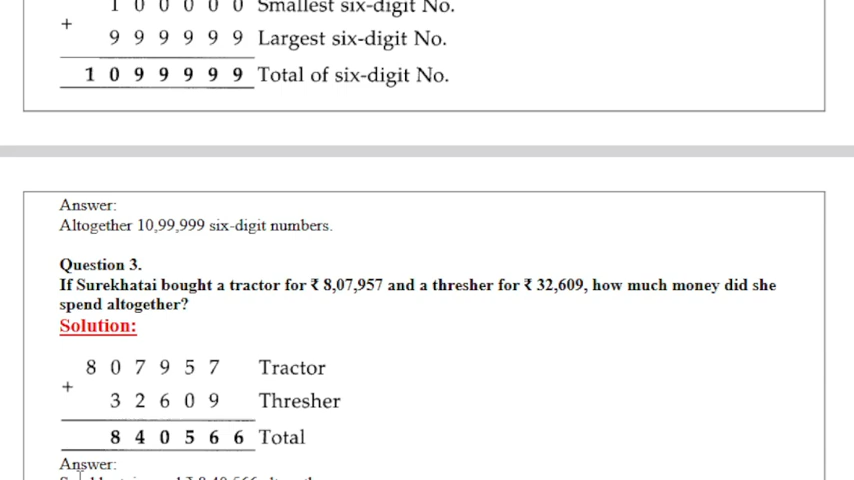 1 0 0 0 0 0 Smallest six-digit No.
+
9 9 9 9 9 9 Largest six-digit No.
1 0 9 9 9 9 9 Total of six-digit No.
Answer:
Altogether 10,99,999 six-digit numbers.
Question 3.
If Surekhatai bought a tractor for ₹ 8,07,957 and a thresher for ₹ 32,609, how much money did she
spend altogether?
Solution:
8 0 7 9 5 7 Tractor
+
3 2 6 0 9 Thresher
8 4 0 5 6 6 Total
Answer: